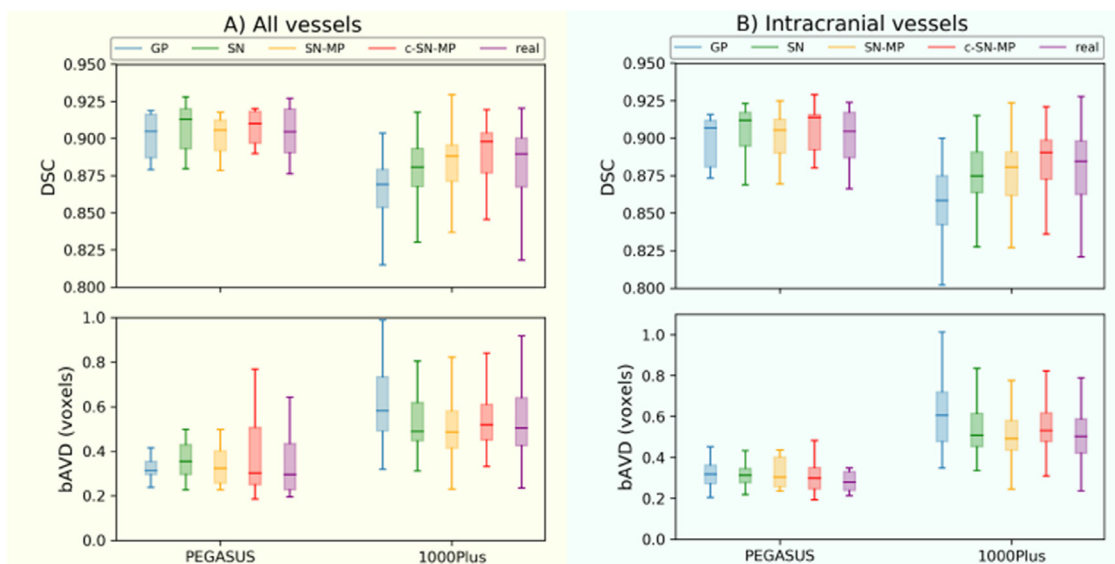 A) All vessels
GP SN SN-MP c-SN-MP real
0.950
0.925
0.900
0.875
0.850
0.825
0.800
DSC
1.0
0.8
0.6
0.4
0.2
0.0
bAVD (voxels)
PEGASUS 1000Plus
B) Intracranial vessels
GP SN SN-MP c-SN-MP real
0.950
0.925
0.900
0.875
0.850
0.825
0.800
DSC
1.0
0.8
0.6
0.4
0.2
0.0
bAVD (voxels)
PEGASUS 1000Plus